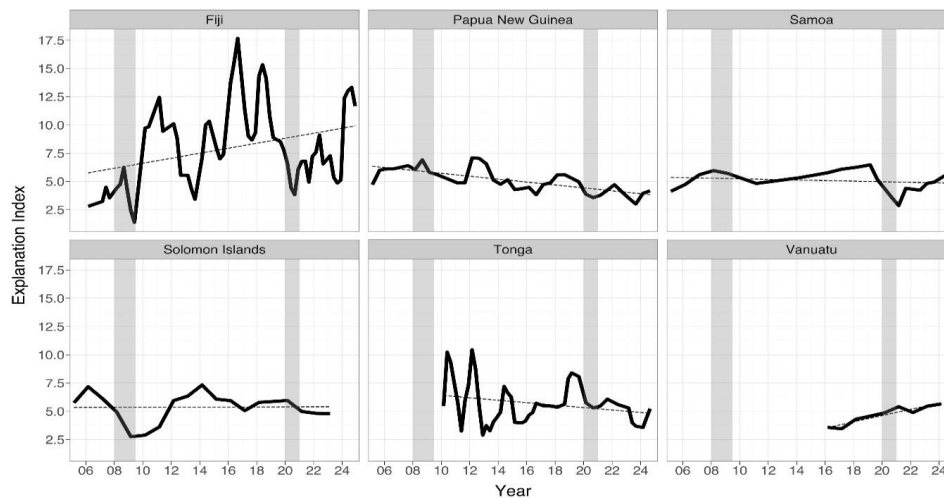 Fiji Papua New Guinea Samoa
17.5
15.0
12.5
10.0
7.5
5.0
2.5
Solomon Islands Tonga Vanuatu
17.5
15.0
12.5
10.0
7.5
5.0
2.5
06 08 10 12 14 16 18 20 22 24 06 08 10 12 14 16 18 20 22 24 06 08 10 12 14 16 18 20 22 24
Year
Explanation Index